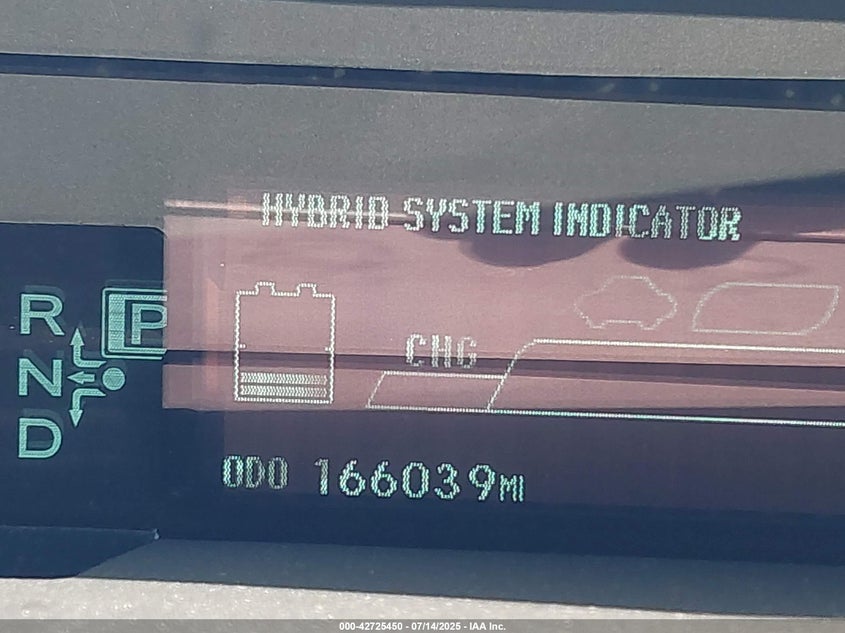 HYBRID SYSTEM INDICATOR
R
P
N
D
CHG
ODO 166039MI
000-42725450 - 07/14/2025 - IAA Inc.